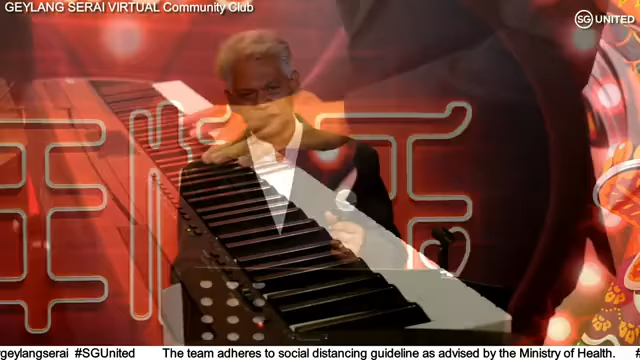 GEYLANG SERAI VIRTUAL Community Club
SG UNITED
geylangserai #SGUnited The team adheres to social distancing guideline as advised by the Ministry of Health.